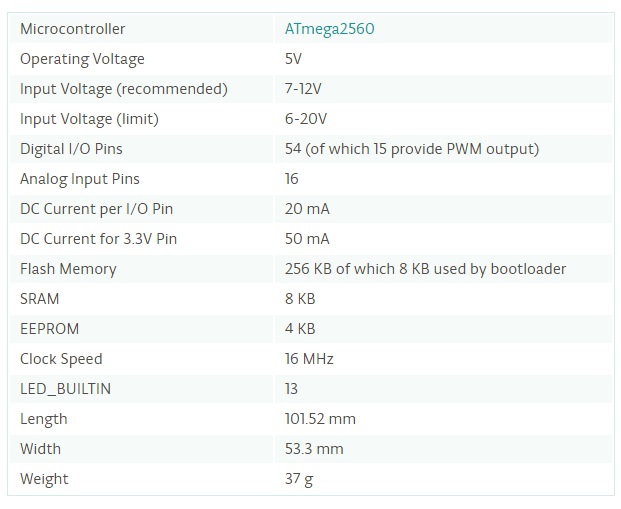 Microcontroller ATmega2560
Operating Voltage 5V
Input Voltage (recommended) 7-12V
Input Voltage (limit) 6-20V
Digital I/O Pins 54 (of which 15 provide PWM output)
Analog Input Pins 16
DC Current per I/O Pin 20 mA
DC Current for 3.3V Pin 50 mA
Flash Memory 256 KB of which 8 KB used by bootloader
SRAM 8 KB
EEPROM 4 KB
Clock Speed 16 MHz
LED_BUILTIN 13
Length 101.52 mm
Width 53.3 mm
Weight 37 g